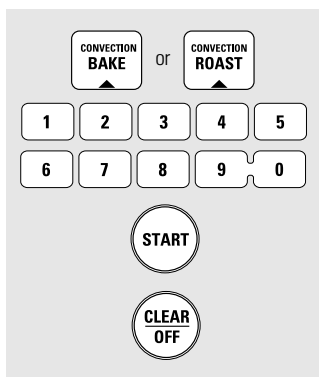 CONVECTION CONVECTION
BAKE or ROAST
1 2 3 4 5
6 7 8 9 0
START
CLEAR
OFF